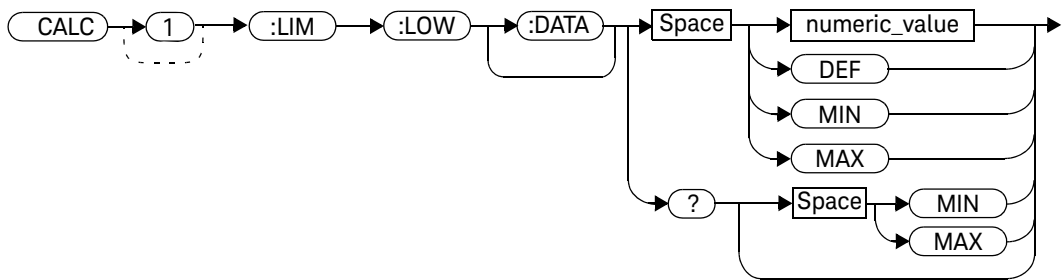 CALC 1 :LIM :LOW :DATA Space numeric_value
DEF
MIN
MAX
? Space MIN
MAX